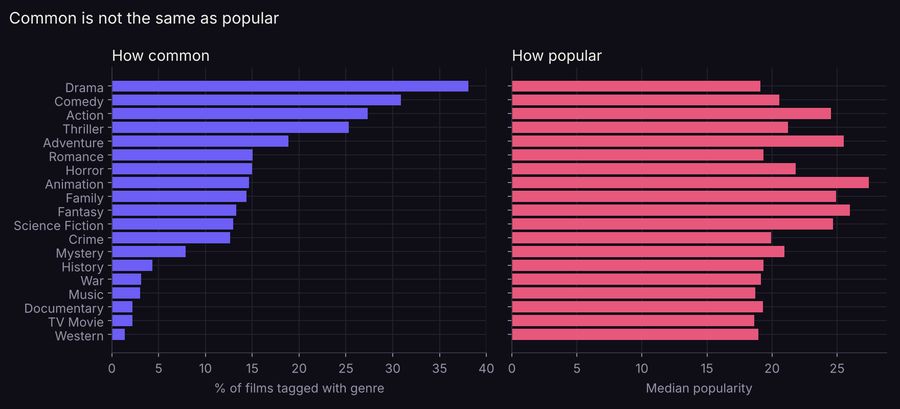 Common is not the same as popular
How common
How popular
Drama
Comedy
Action
Thriller
Adventure
Romance
Horror
Animation
Family
Fantasy
Science Fiction
Crime
Mystery
History
War
Music
Documentary
TV Movie
Western
0 5 10 15 20 25 30 35 40
0 5 10 15 20 25
% of films tagged with genre
Median popularity